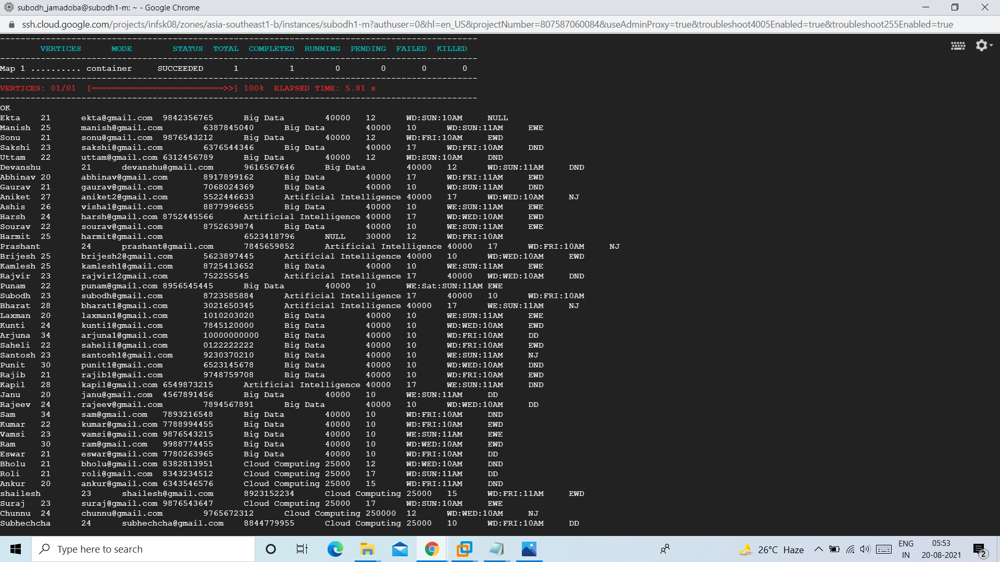 subodh_jamadoba@subodh1-m: ~ - Google Chrome
ssh.cloud.google.com/projects/infsk08/zones/asia-southeast1-b/instances/subodh1-m?authuser=0&hl=en_US&projectNumber=807587060084&useAdminProxy=true&troubleshoot4005Enabled=true&troubleshoot255Enabled=true
----------------------------------------------------------------------------------------------
VERTICES MODE STATUS TOTAL COMPLETED RUNNING PENDING FAILED KILLED
----------------------------------------------------------------------------------------------
Map 1 .......... container SUCCEEDED 1 1 0 0 0 0
----------------------------------------------------------------------------------------------
VERTICES: 01/01 [==========================>>] 100% ELAPSED TIME: 5.81 s
----------------------------------------------------------------------------------------------
OK
Ekta 21 ekta@gmail.com 9842356765 Big Data 40000 12 WD:SUN:10AM NULL
Manish 25 manish@gmail.com 6387845040 Big Data 40000 10 WD:SUN:11AM EWE
Sonu 21 sonu@gmail.com 9876543212 Big Data 40000 12 WD:FRI:10AM EWD
Sakshi 23 sakshi@gmail.com 6376544346 Big Data 40000 17 WD:FRI:10AM DND
Uttam 22 uttam@gmail.com 6312456789 Big Data 40000 12 WD:SUN:10AM DND
Devanshu 21 devanshu@gmail.com 9616567646 Big Data 40000 12 WD:SUN:11AM DND
Abhinav 20 abhinav@gmail.com 8917899162 Big Data 40000 17 WD:FRI:11AM EWD
Gaurav 21 gaurav@gmail.com 7068024369 Big Data 40000 10 WD:SUN:11AM DND
Aniket 27 aniket2@gmail.com 5522446633 Artificial Intelligence 40000 17 WD:WED:10AM NJ
Ashis 26 vishal@gmail.com 8877996655 Big Data 40000 10 WE:SUN:11AM EWE
Harsh 24 harsh@gmail.com 8752445566 Artificial Intelligence 40000 17 WD:WED:10AM EWD
Sourav 22 sourav@gmail.com 8752639874 Big Data 40000 10 WE:SUN:11AM EWE
Harmit 25 harmit@gmail.com 6523418796 NULL 30000 12 WD:FRI:10AM
Prashant 24 prashant@gmail.com 7845659852 Artificial Intelligence 40000 17 WD:FRI:10AM NJ
Brijesh 25 brijesh2@gmail.com 5623897445 Artificial Intelligence 40000 10 WD:WED:10AM EWD
Kamlesh 25 kamlesh1@gmail.com 8725413652 Big Data 40000 10 WE:SUN:11AM EWE
Rajvir 23 rajvir12gmail.com 752255545 Artificial Intelligence 17 40000 WD:WED:10AM DND
Punam 22 punam@gmail.com 8956545445 Big Data 40000 10 WE:Sat:SUN:11AM EWE
Subodh 23 subodh@gmail.com 8723585884 Artificial Intelligence 17 40000 10 WD:FRI:10AM
Bharat 28 bharat1@gmail.com 3021650345 Artificial Intelligence 40000 17 WE:SUN:11AM NJ
Laxman 20 laxman1@gmail.com 1010203020 Big Data 40000 10 WE:SUN:11AM EWE
Kunti 24 kunti1@gmail.com 7845120000 Big Data 40000 10 WD:WED:10AM EWD
Arjuna 34 arjuna1@gmail.com 10000000000 Big Data 40000 10 WD:FRI:10AM DD
Saheli 22 saheli1@gmail.com 0122222222 Big Data 40000 10 WD:FRI:10AM EWD
Santosh 23 santosh1@gmail.com 9230370210 Big Data 40000 10 WE:SUN:11AM NJ
Punit 30 punit1@gmail.com 6523145678 Big Data 40000 10 WD:WED:10AM DND
Rajib 21 rajib1@gmail.com 9748759708 Big Data 40000 10 WD:FRI:10AM EWD
Kapil 28 kapil@gmail.com 6549873215 Artificial Intelligence 40000 17 WE:SUN:11AM DND
Janu 20 janu@gmail.com 4567891456 Big Data 40000 10 WE:SUN:11AM DD
Rajeev 24 rajeev@gmail.com 7894567891 Big Data 40000 10 WD:WED:10AM DD
Sam 34 sam@gmail.com 7893216548 Big Data 40000 10 WD:FRI:10AM DND
Kumar 22 kumar@gmail.com 7788994455 Big Data 40000 10 WD:FRI:10AM EWD
Vamsi 23 vamsi@gmail.com 9876543215 Big Data 40000 10 WE:SUN:11AM EWE
Ram 30 ram@gmail.com 9988774455 Big Data 40000 10 WD:WED:10AM EWD
Eswar 21 eswar@gmail.com 7780263965 Big Data 40000 10 WD:FRI:10AM DD
Bholu 21 bholu@gmail.com 8382813951 Cloud Computing 25000 12 WD:WED:10AM DND
Roli 21 roli@gmail.com 8343234512 Cloud Computing 25000 17 WD:SUN:11AM DD
Ankur 20 ankur@gmail.com 6343546576 Cloud Computing 25000 15 WD:FRI:11AM DND
shailesh 23 shailesh@gmail.com 8923152234 Cloud Computing 25000 15 WD:FRI:11AM EWD
Suraj 23 suraj@gmail.com 9876543647 Cloud Computing 25000 17 WD:SUN:10AM EWE
Chunnu 24 chunnu@gmail.com 9765672312 Cloud Computing 250000 12 WD:WED:10AM NJ
Subhechcha 24 subhechcha@gmail.com 8844779955 Cloud Computing 25000 10 WD:FRI:10AM DD
Type here to search
26°C Haze
ENG
IN
05:53
20-08-2021
2